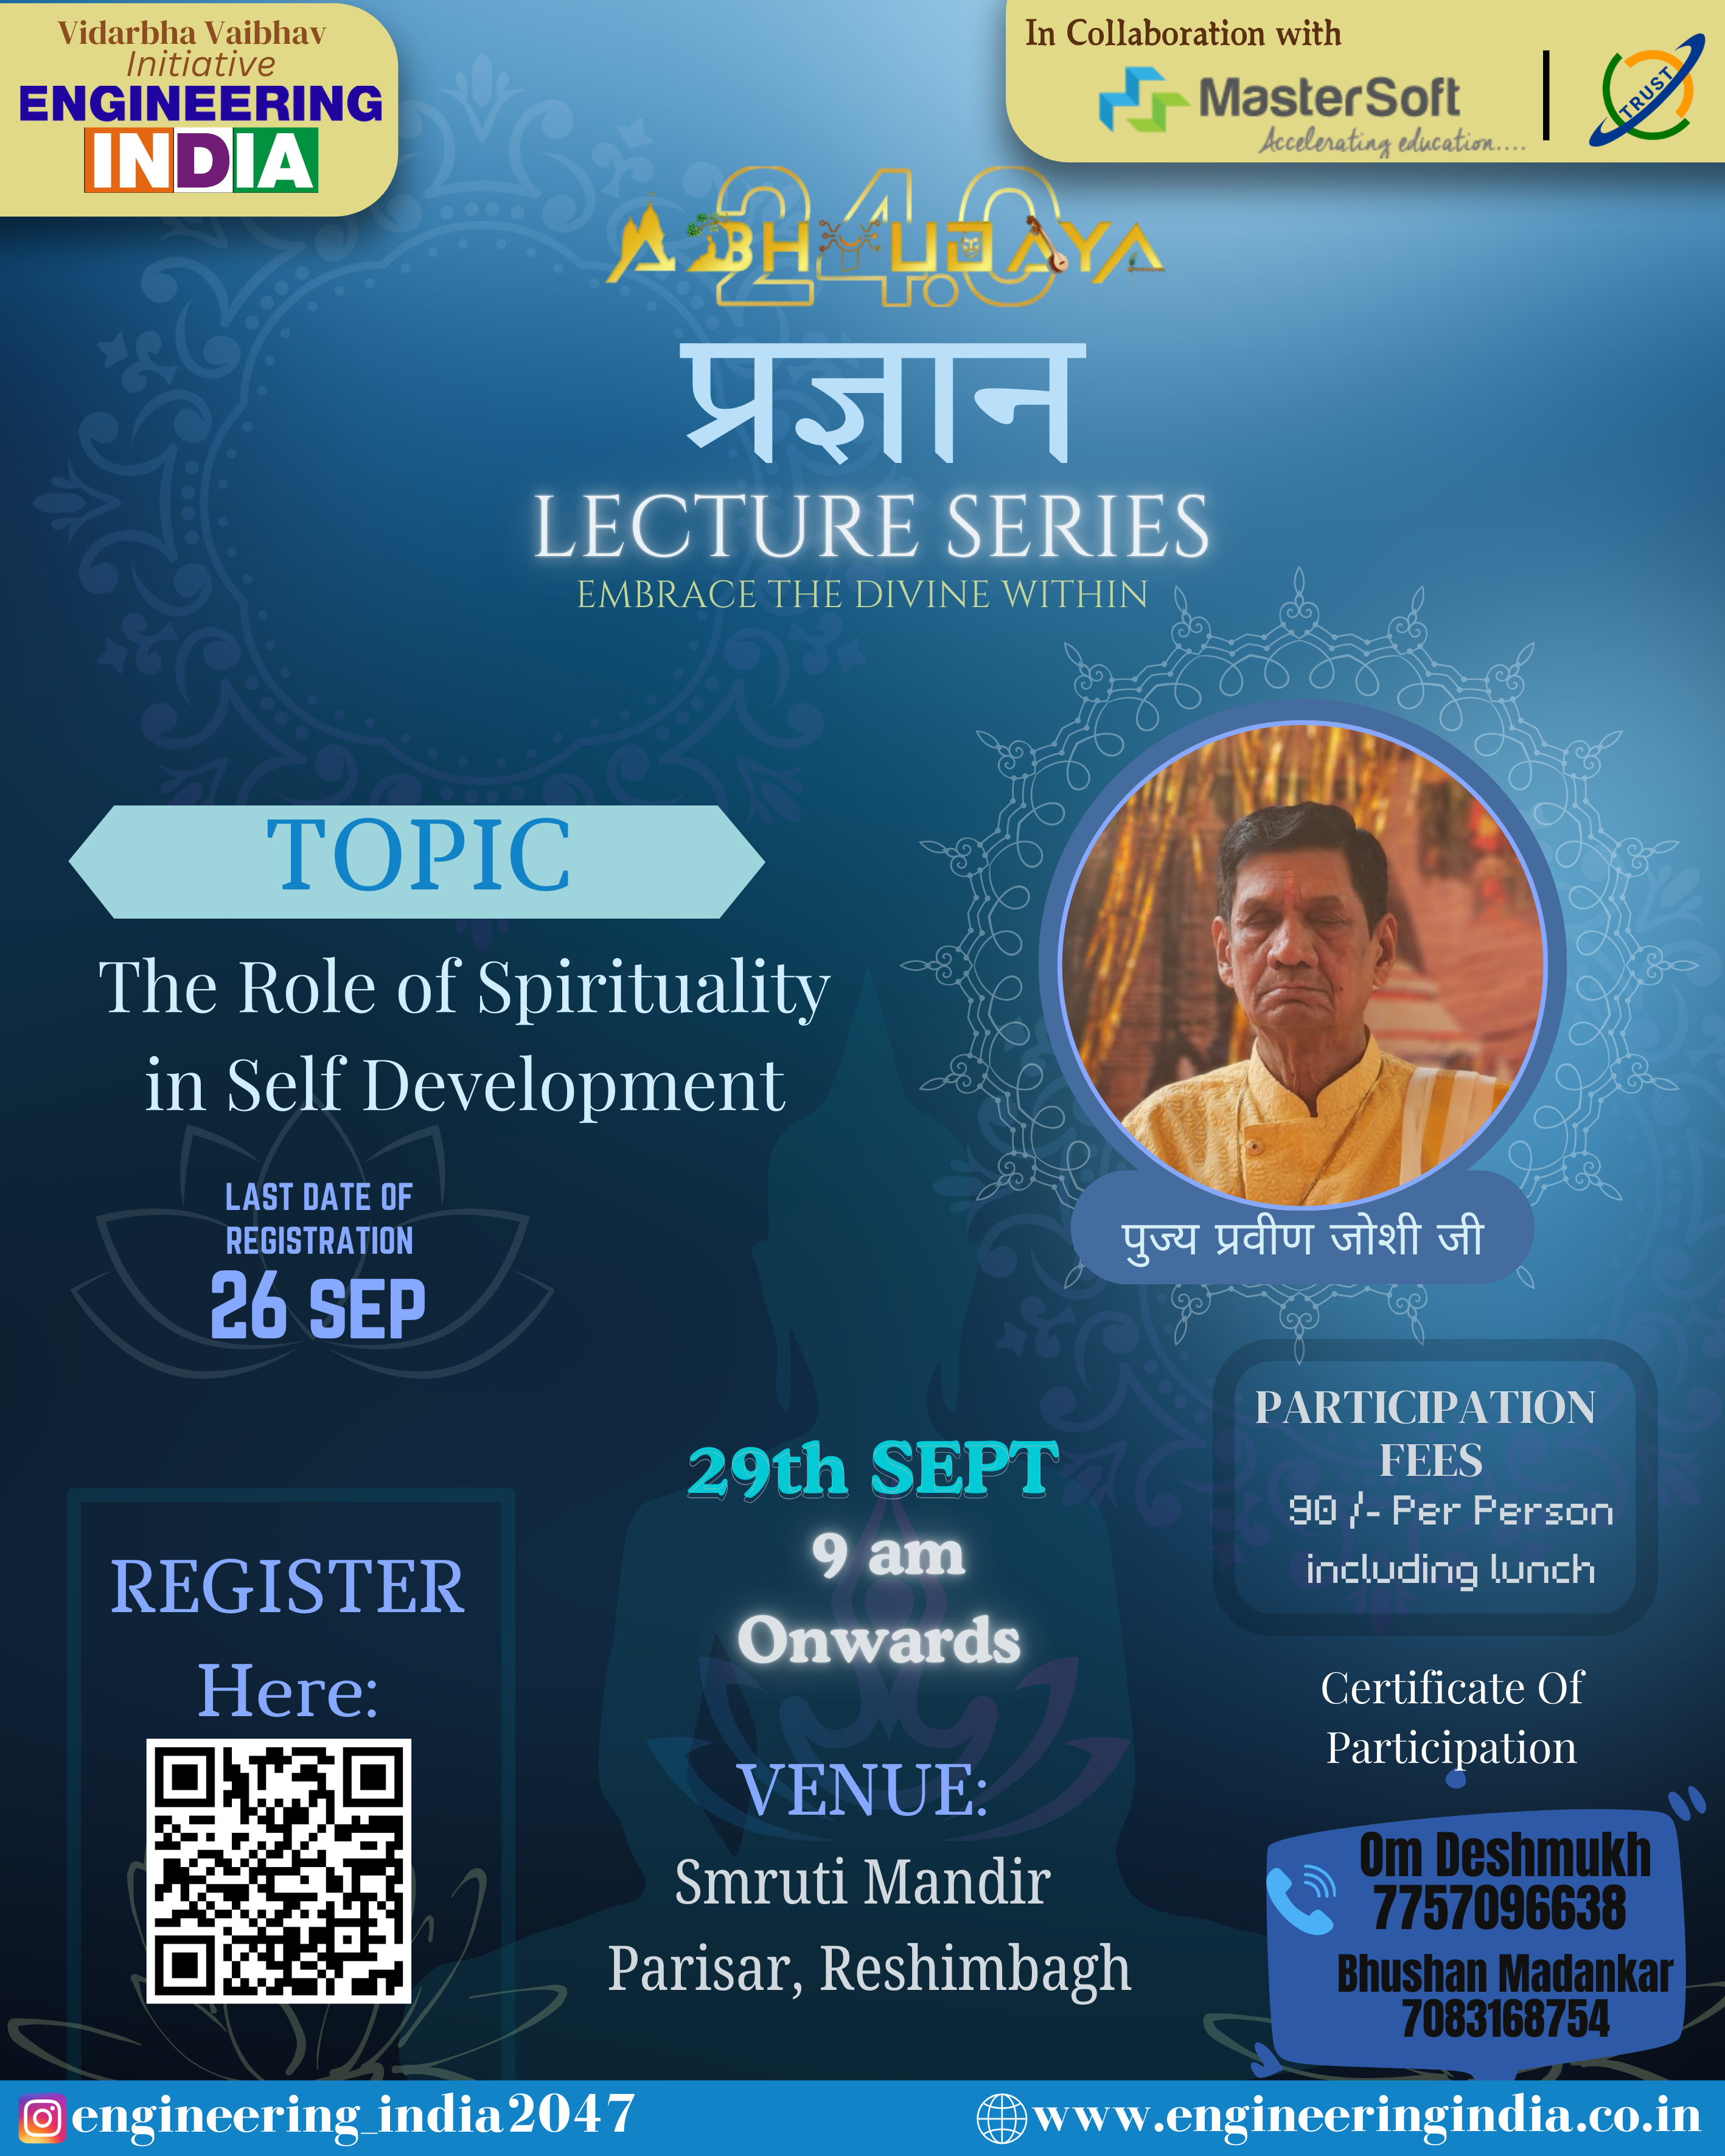 Vidarbha Vaibhav
Initiative
ENGINEERING
INDIA
In Collaboration with
MasterSoft
Accelerating education....
TRUST
24.0
ABHYUDAYA
प्रज्ञान
LECTURE SERIES
EMBRACE THE DIVINE WITHIN
TOPIC
The Role of Spirituality
in Self Development
पुज्य प्रवीण जोशी जी
LAST DATE OF
REGISTRATION
26 SEP
PARTICIPATION
FEES
90 /- Per Person
including lunch
29th SEPT
9 am
Onwards
REGISTER
Here:
Certificate Of
Participation
VENUE:
Smruti Mandir
Parisar, Reshimbagh
Om Deshmukh
7757096638
Bhushan Madankar
7083168754
engineering_india2047
www.engineeringindia.co.in